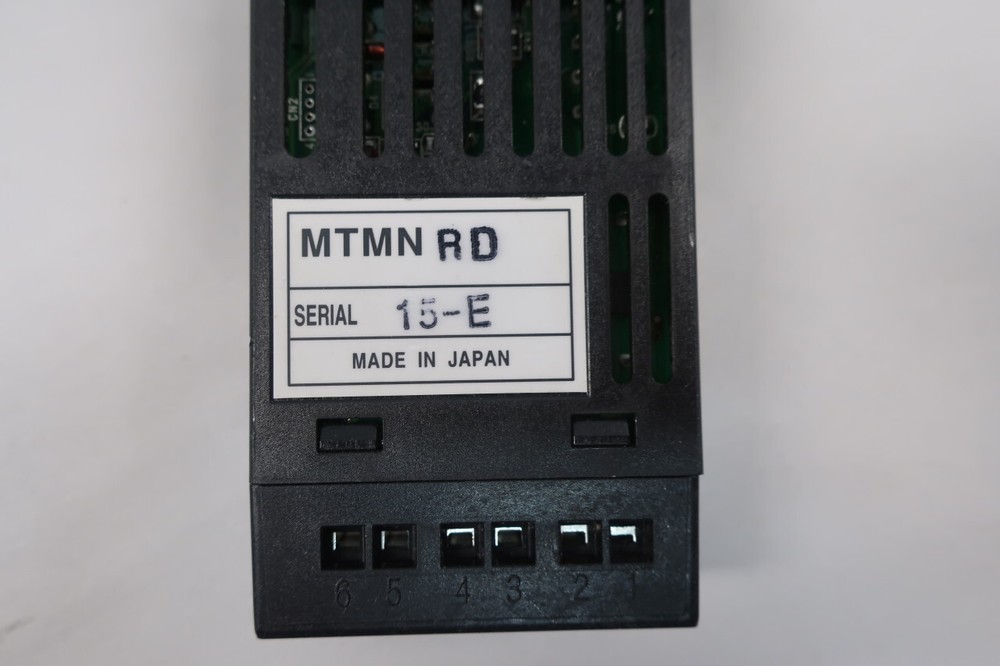 CN2
MTMN RD
SERIAL 15-E
MADE IN JAPAN
6 5 4 3 2 1